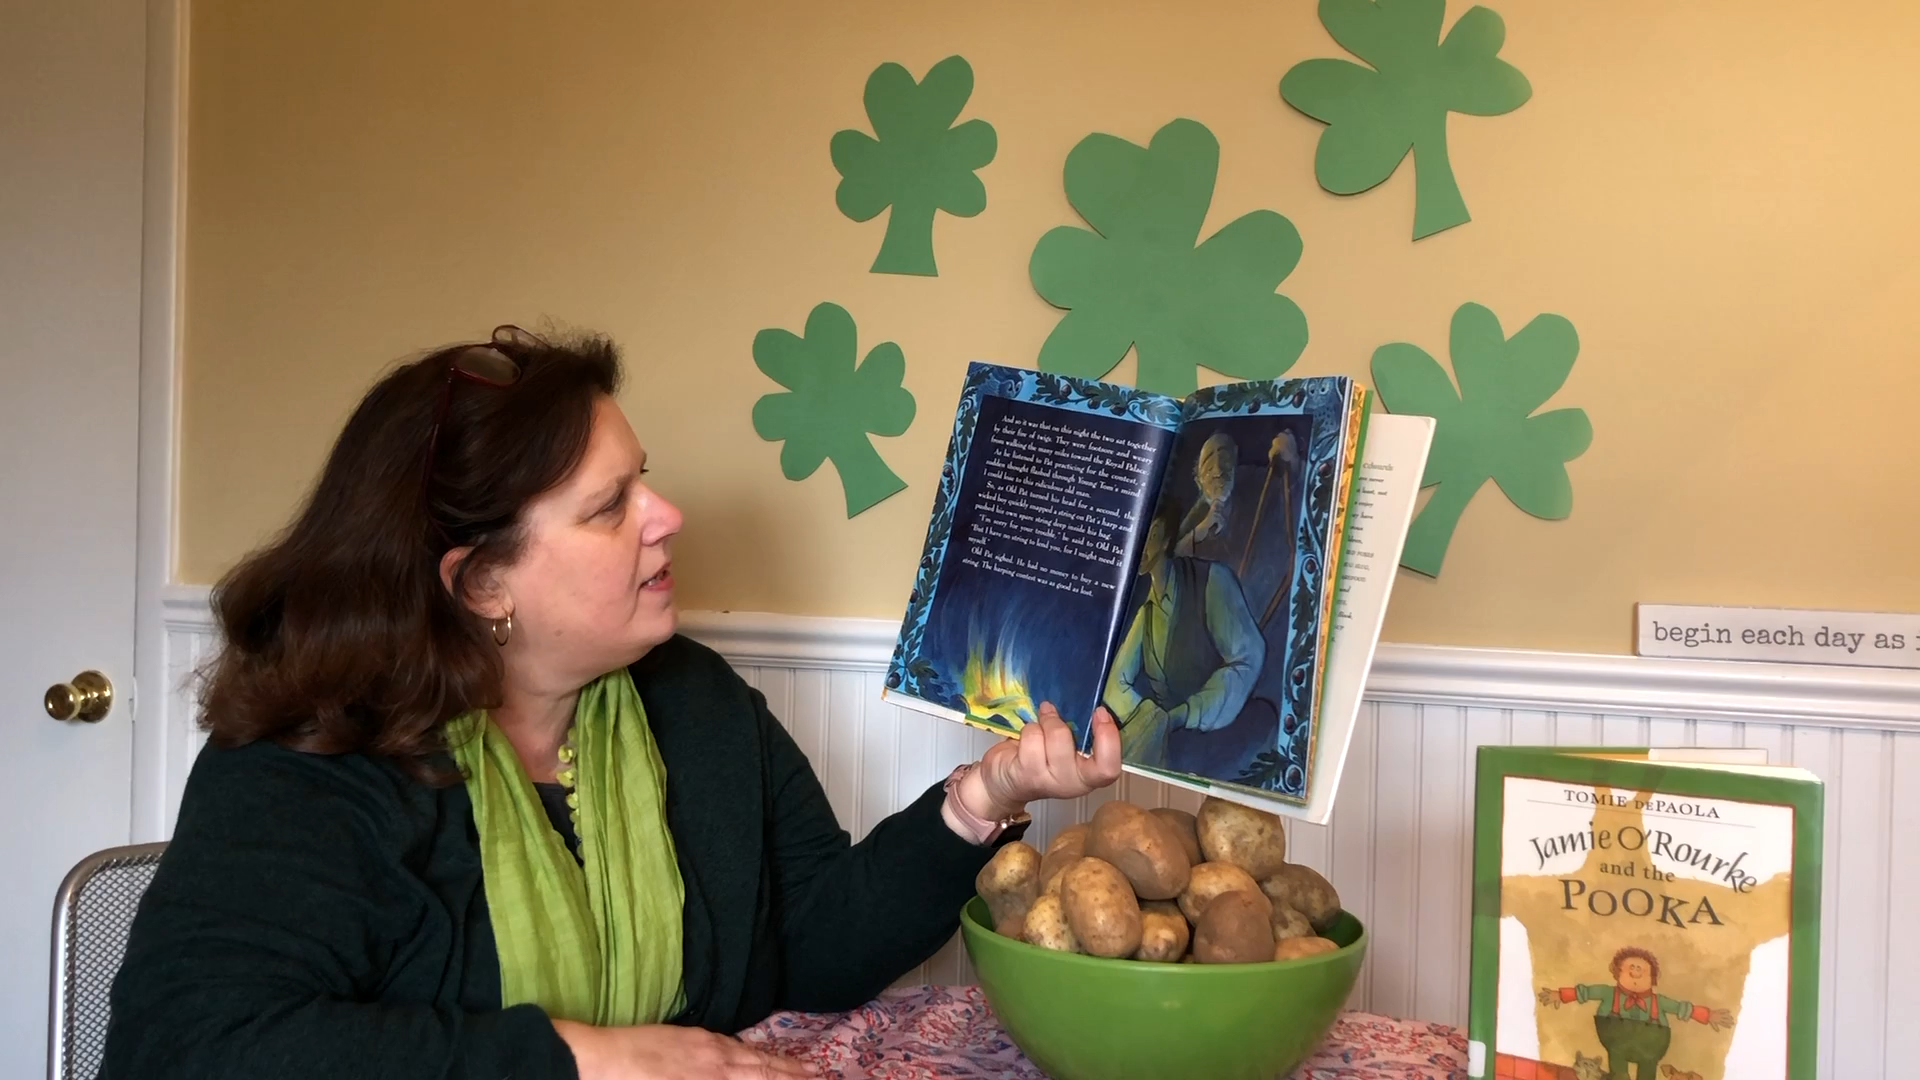 And so it was that on this night the two sat together
by their fire of twigs. They were footsore and weary
from walking the many miles toward the Royal Palace.
As he listened to Pat practicing for the contest, a
sudden thought flashed through Young Tom's mind
I could lose to this ridiculous old man.
So, as Old Pat turned his head for a second, the
wicked boy quickly snapped a string on Pat's harp and
pushed his own spare string deep inside his bag.
"I'm sorry for your trouble," he said to Old Pat.
"But I have no string to lend you, for I might need it
myself."
Old Pat sighed. He had no money to buy a new
string. The harping contest was as good as lost.
Edwards
begin each day as
TOMIE DEPAOLA
Jamie O'Rourke
and the
POOKA